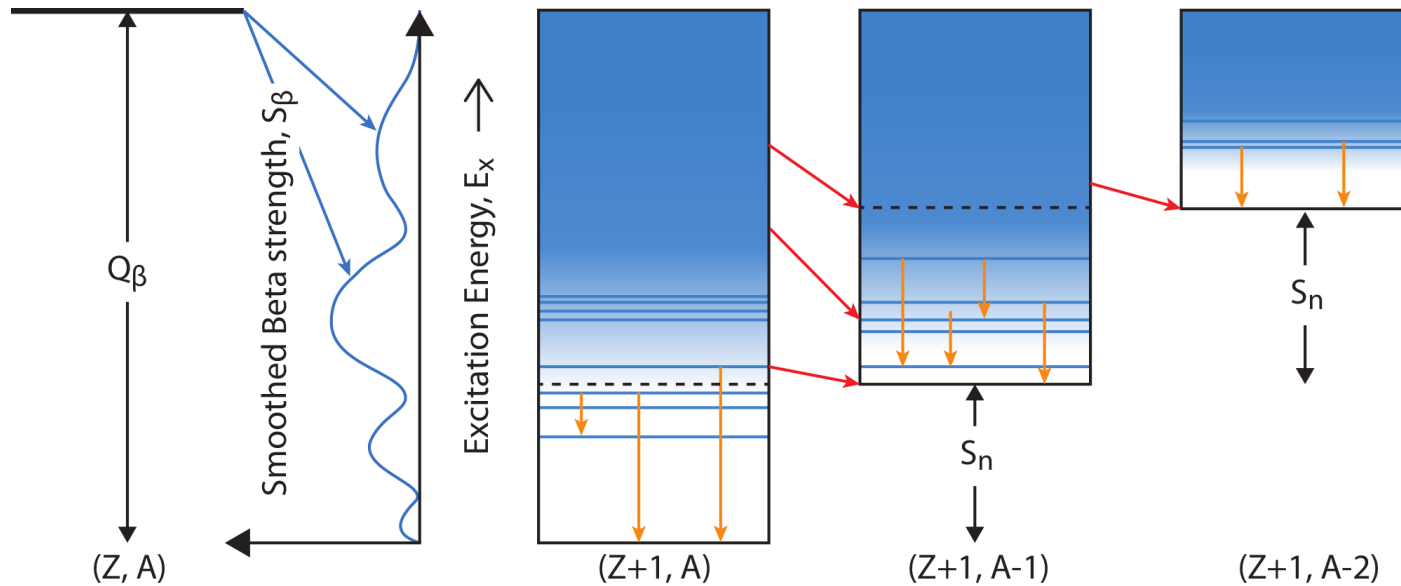 Qβ
(Z, A)
Smoothed Beta strength, Sβ
Excitation Energy, Ex
(Z+1, A)
Sn
(Z+1, A-1)
Sn
(Z+1, A-2)